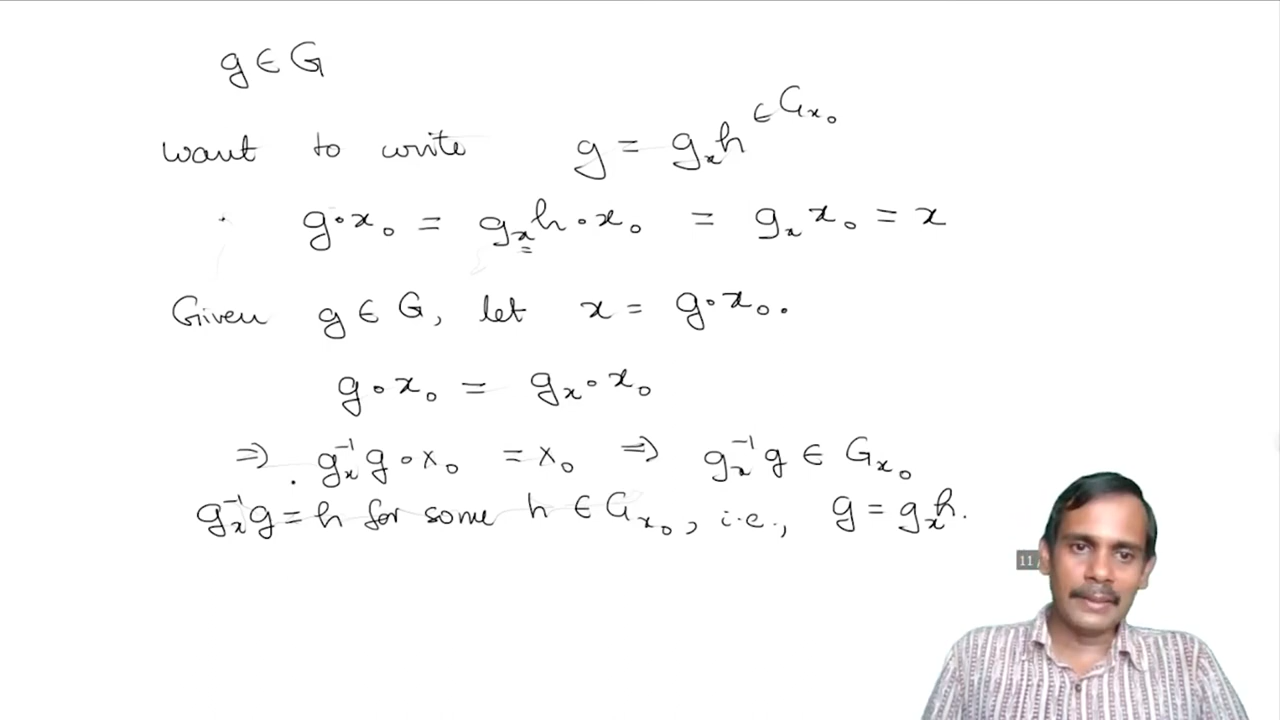 g ∈ G
want to write g = gₓh ∈ Gₓ₀
g·x₀ = gₓh·x₀ = gₓx₀ = x
Given g ∈ G, let x = g·x₀.
g·x₀ = gₓ·x₀
⇒ gₓ⁻¹g·x₀ = x₀ ⇒ gₓ⁻¹g ∈ Gₓ₀
gₓ⁻¹g = h for some h ∈ Gₓ₀, i.e., g = gₓh.
11